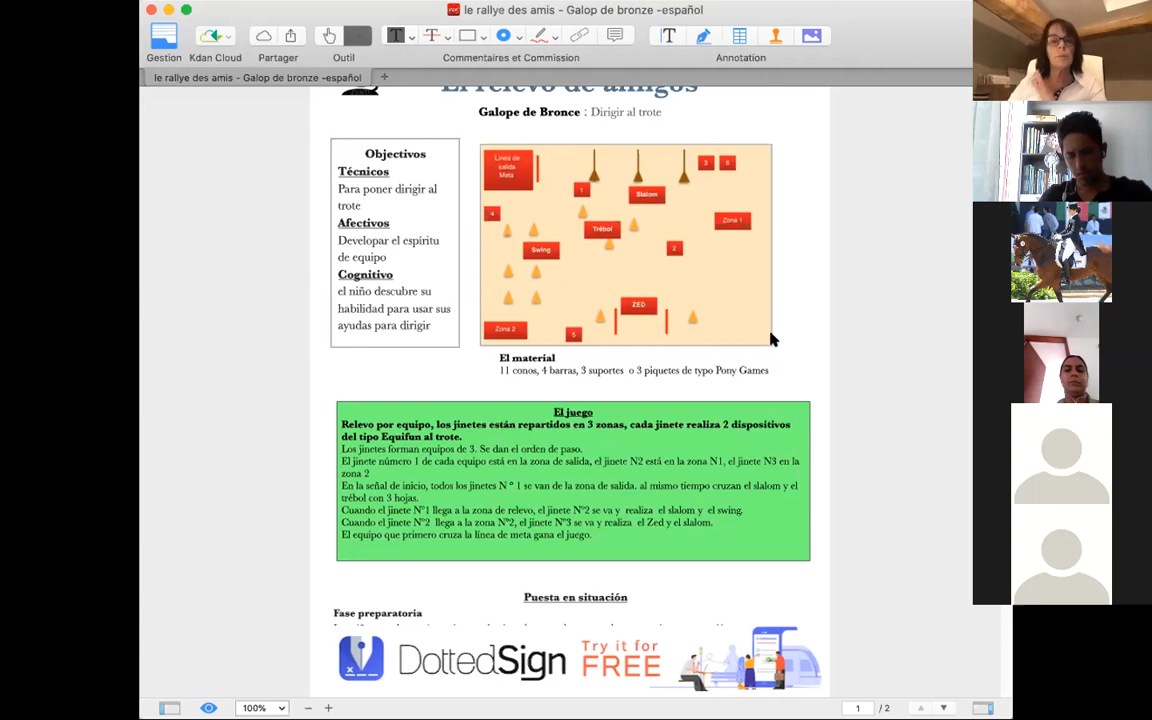 le rallye des amis - Galop de bronze -español
Gestion
Kdan Cloud
Partager
Outil
Commentaires et Commission
Annotation
le rallye des amis - Galop de bronze -español
El relevo de amigos
Galope de Bronce : Dirigir al trote
Objectivos
Técnicos
Para poner dirigir al
trote
Afectivos
Developar el espíritu
de equipo
Cognitivo
el niño descubre su
habilidad para usar sus
ayudas para dirigir
Linea de
salida
Meta
3
6
1
Slalom
4
Trébol
Zona 1
Swing
2
ZED
Zona 2
5
El material
11 conos, 4 barras, 3 suportes o 3 piquetes de typo Pony Games
El juego
Relevo por equipo, los jinetes están repartidos en 3 zonas, cada jinete realiza 2 dispositivos
del tipo Equifun al trote.
Los jinetes forman equipos de 3. Se dan el orden de paso.
El jinete número 1 de cada equipo está en la zona de salida, el jinete N2 está en la zona N1, el jinete N3 en la
zona 2
En la señal de inicio, todos los jinetes N ° 1 se van de la zona de salida. al mismo tiempo cruzan el slalom y el
trébol con 3 hojas.
Cuando el jinete N°1 llega a la zona de relevo, el jinete N°2 se va y realiza el slalom y el swing.
Cuando el jinete N°2 llega a la zona N°2, el jinete N°3 se va y realiza el Zed y el slalom.
El equipo que primero cruza la línea de meta gana el juego.
Puesta en situación
Fase preparatoria
DottedSign
Try it for
FREE
100%
1 / 2